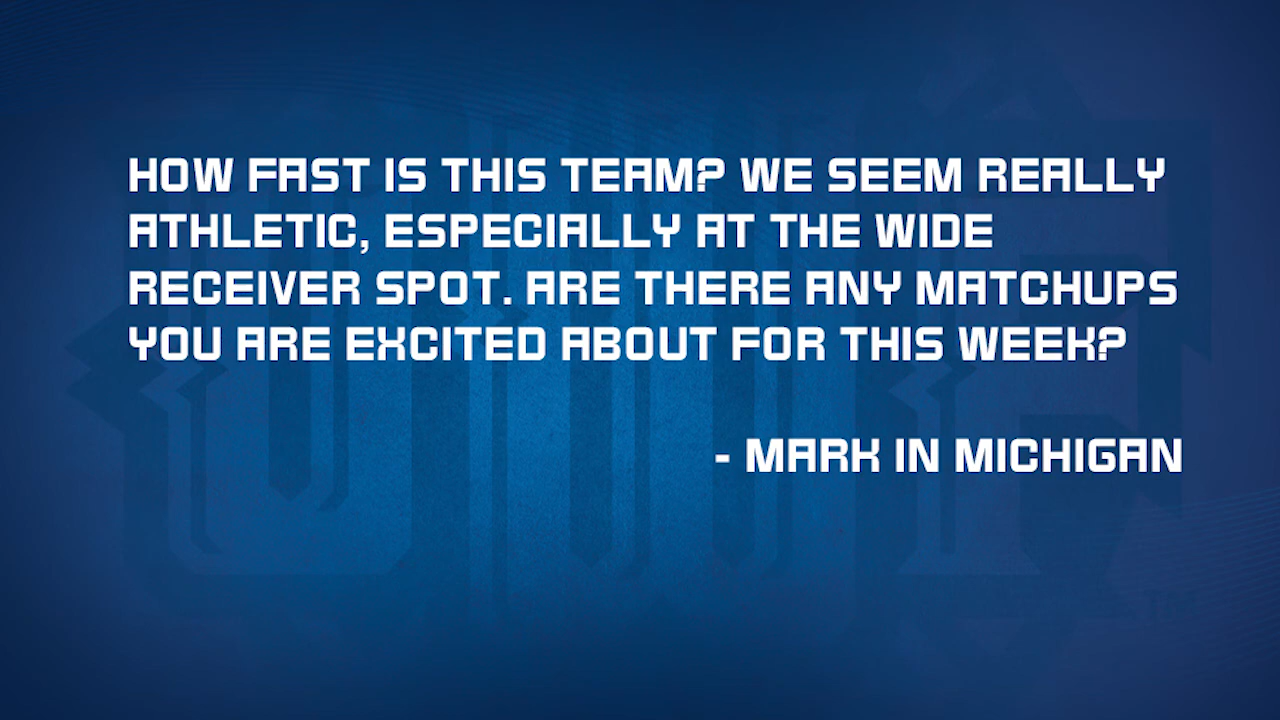 HOW FAST IS THIS TEAM? WE SEEM REALLY
ATHLETIC, ESPECIALLY AT THE WIDE
RECEIVER SPOT. ARE THERE ANY MATCHUPS
YOU ARE EXCITED ABOUT FOR THIS WEEK?
- MARK IN MICHIGAN
TM